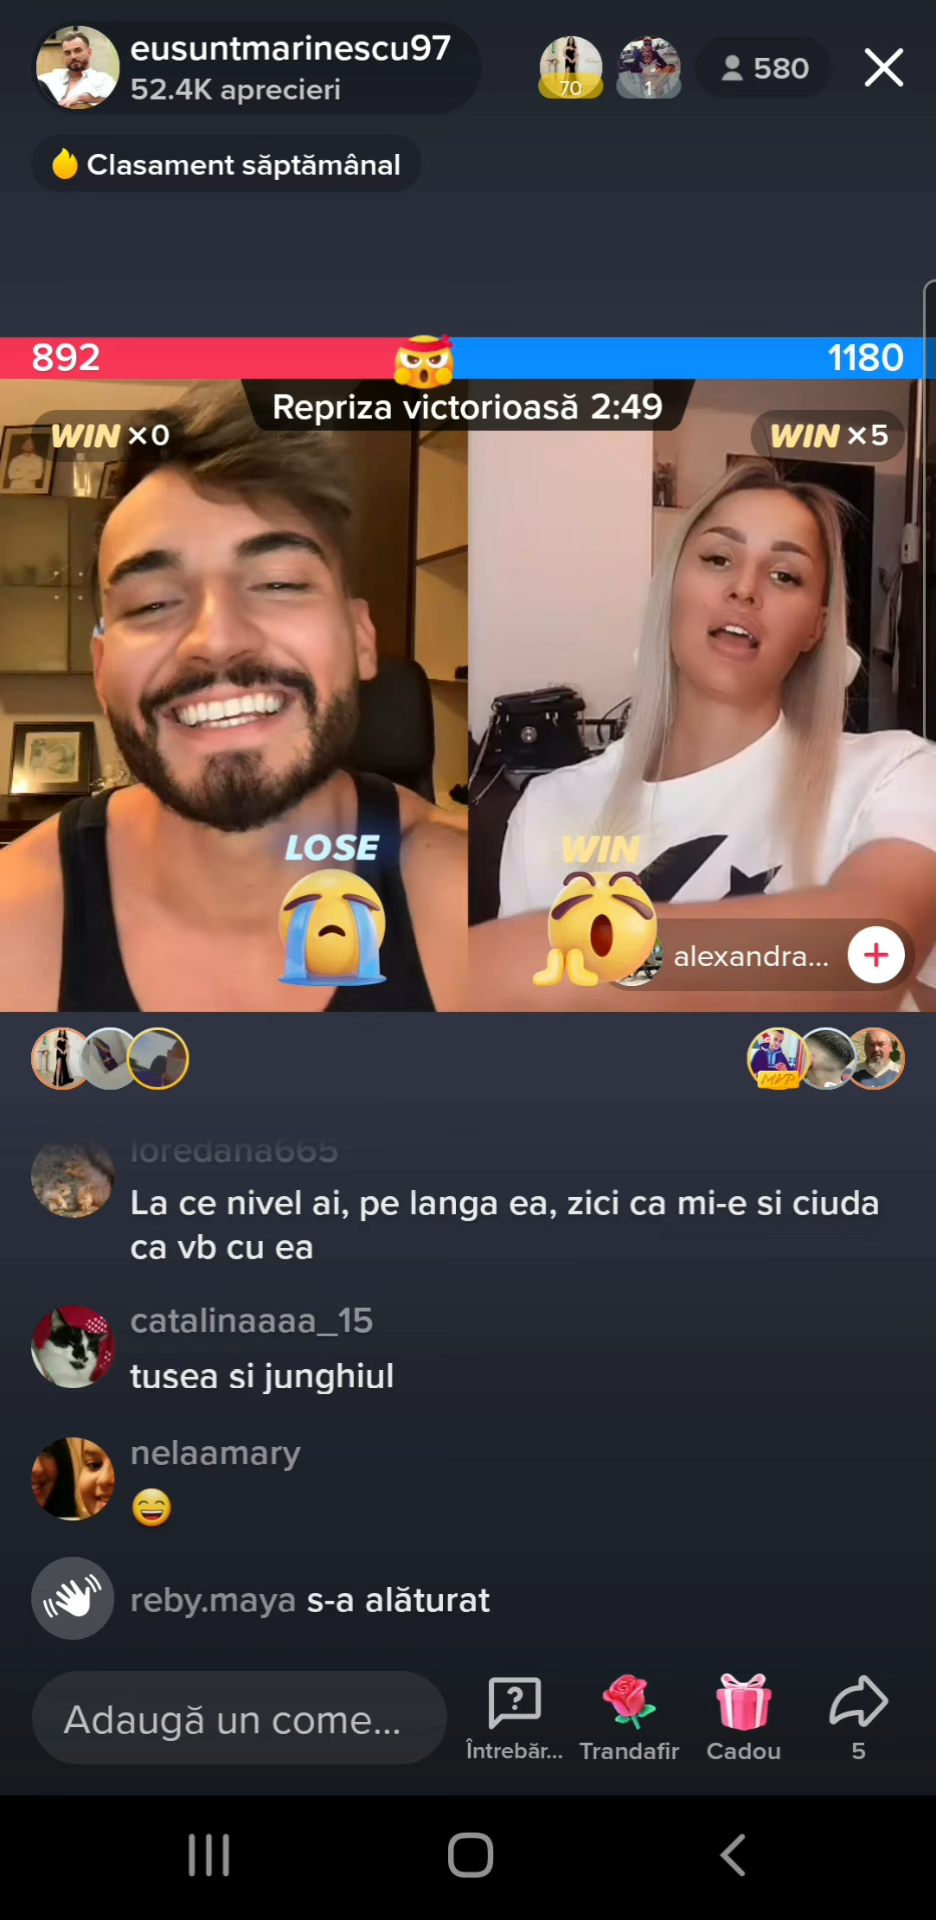 eusuntmarinescu97
52.4K aprecieri
70
1
580
Clasament săptămânal
892
1180
Repriza victorioasă 2:49
WIN ×0
WIN ×5
LOSE
WIN
alexandra...
MVP
loredana665
La ce nivel ai, pe langa ea, zici ca mi-e si ciuda
ca vb cu ea
catalinaaaa_15
tusea si junghiul
nelaamary
reby.maya s-a alăturat
Adaugă un come...
Întrebăr...
Trandafir
Cadou
5